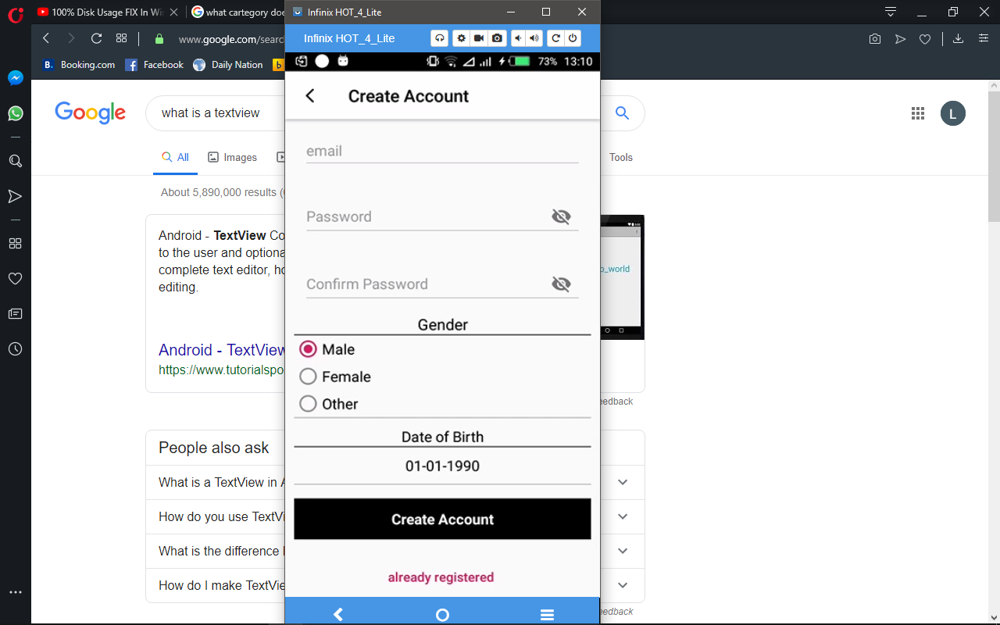 100% Disk Usage FIX In Wi
what cartegory doe
www.google.com/searc
Booking.com
Facebook
Daily Nation
Google
what is a textview
L
All
Images
Tools
About 5,890,000 results (
Android - TextView Co
to the user and optiona
complete text editor, ho
editing.
Android - TextView
https://www.tutorialspo
o_world
eedback
People also ask
What is a TextView in A
How do you use TextVi
What is the difference
How do I make TextVie
eedback
Infinix HOT_4_Lite
Infinix HOT_4_Lite
73% 13:10
Create Account
email
Password
Confirm Password
Gender
Male
Female
Other
Date of Birth
01-01-1990
Create Account
already registered